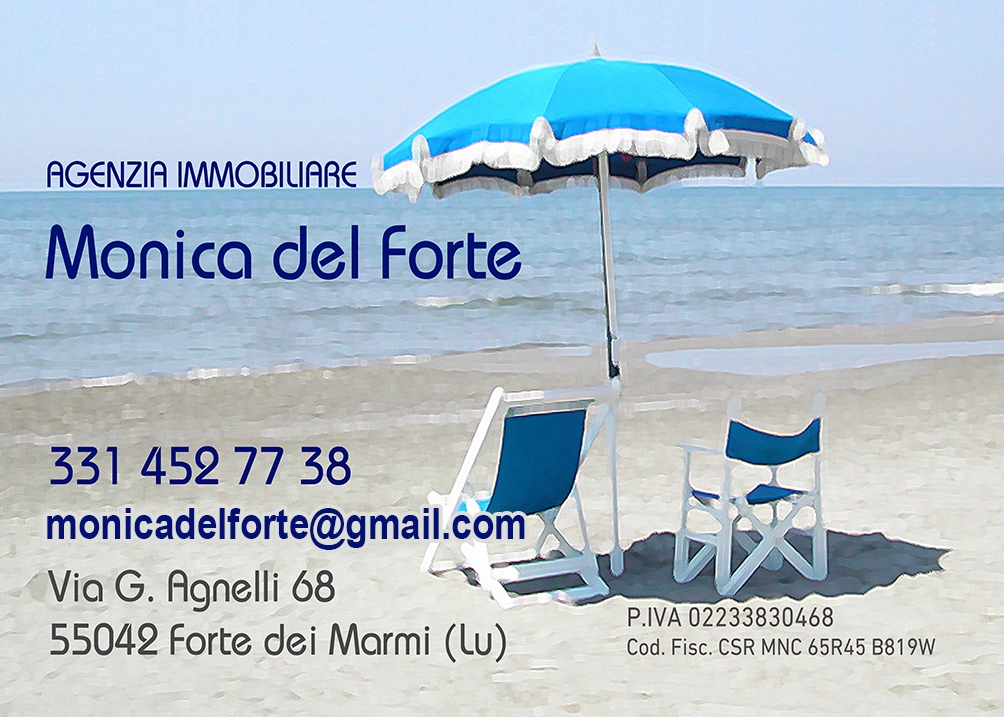 AGENZIA IMMOBILIARE
Monica del Forte
331 452 77 38
monicadelforte@gmail.com
Via G. Agnelli 68
55042 Forte dei Marmi (Lu)
P.IVA 02233830468
Cod. Fisc. CSR MNC 65R45 B819W